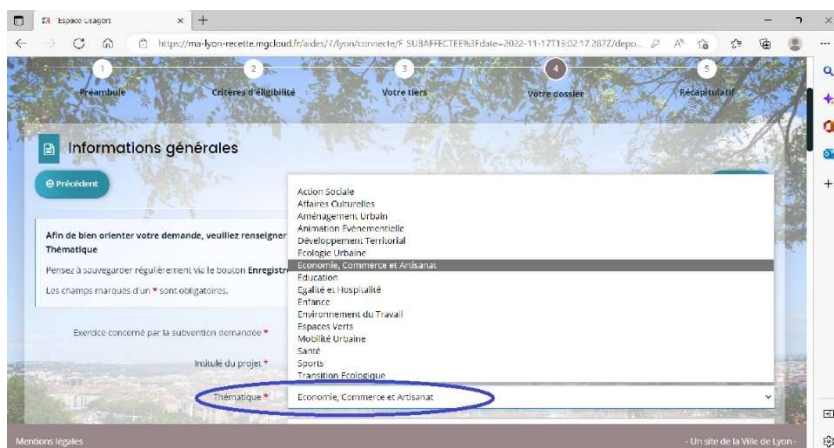 Espace Usagers
https://ma-lyon-recette.mgcloud.fr/aides/#/lyon/connecte/F_SUBAFFECTEE%3Fdate=2022-11-17T13:02:17.287Z/depo...
1
2
3
4
5
Préambule
Critères d'éligibilité
Votre tiers
Votre dossier
Récapitulatif
Informations générales
Précédent
Afin de bien orienter votre demande, veuillez renseigner
Thématique
Pensez à sauvegarder régulièrement via le bouton Enregistr
Les champs marqués d'un * sont obligatoires.
Action Sociale
Affaires Culturelles
Aménagement Urbain
Animation Evènementielle
Développement Territorial
Ecologie Urbaine
Economie, Commerce et Artisanat
Education
Egalité et Hospitalité
Enfance
Environnement du Travail
Espaces Verts
Mobilité Urbaine
Santé
Sports
Transition Ecologique
Exercice concerné par la subvention demandée *
Intitulé du projet *
Thématique *
Economie, Commerce et Artisanat
Mentions légales
- Un site de la Ville de Lyon -